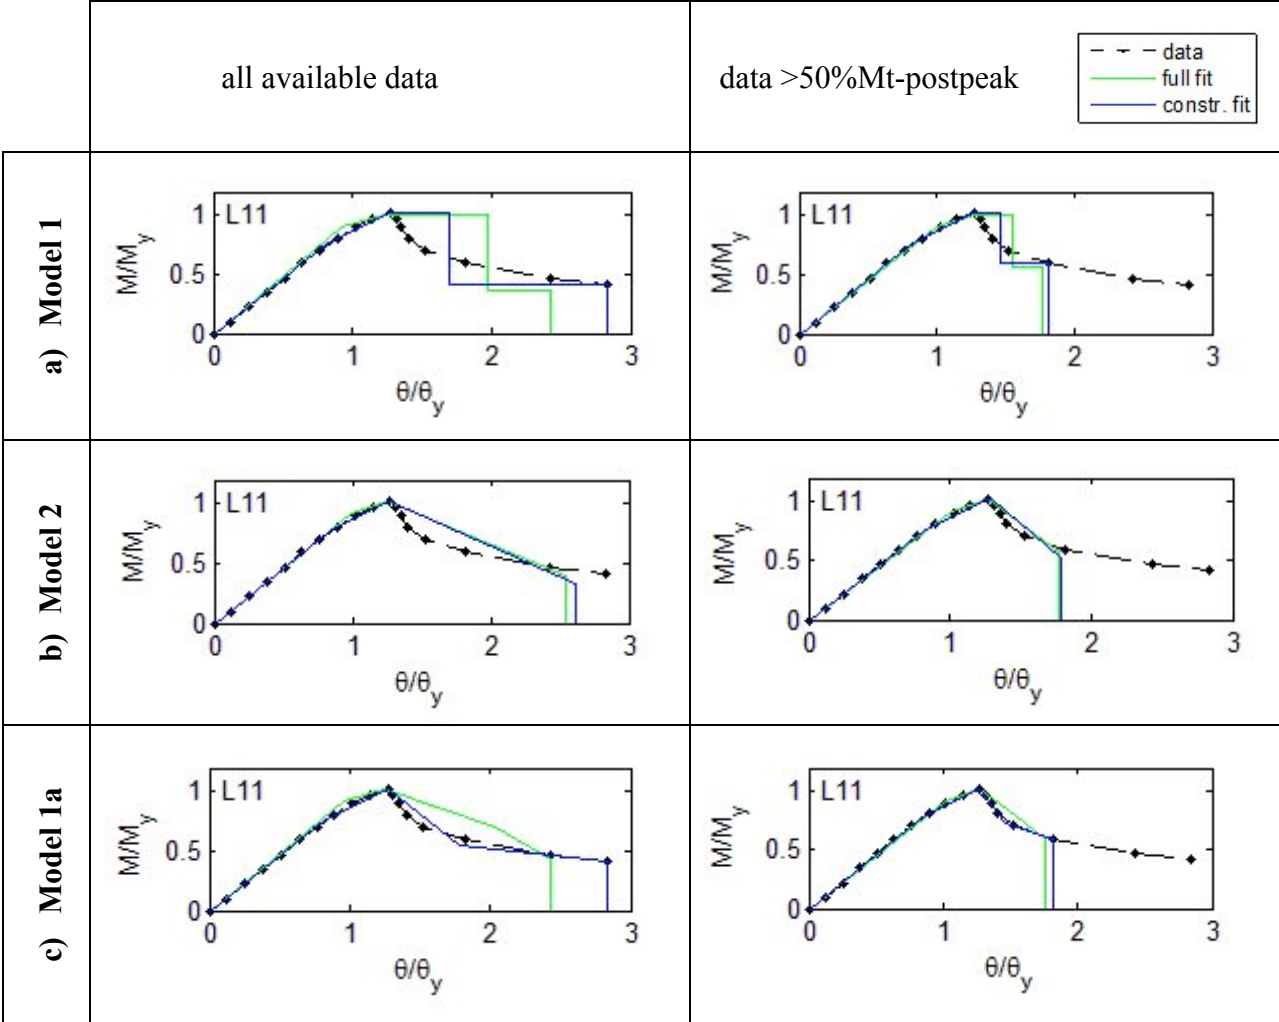 all available data
data >50%Mt-postpeak
data
full fit
constr. fit
a) Model 1
L11
M/My
1
0.5
0
0 1 2 3
θ/θy
L11
M/My
1
0.5
0
0 1 2 3
θ/θy
b) Model 2
L11
M/My
1
0.5
0
0 1 2 3
θ/θy
L11
M/My
1
0.5
0
0 1 2 3
θ/θy
c) Model 1a
L11
M/My
1
0.5
0
0 1 2 3
θ/θy
L11
M/My
1
0.5
0
0 1 2 3
θ/θy